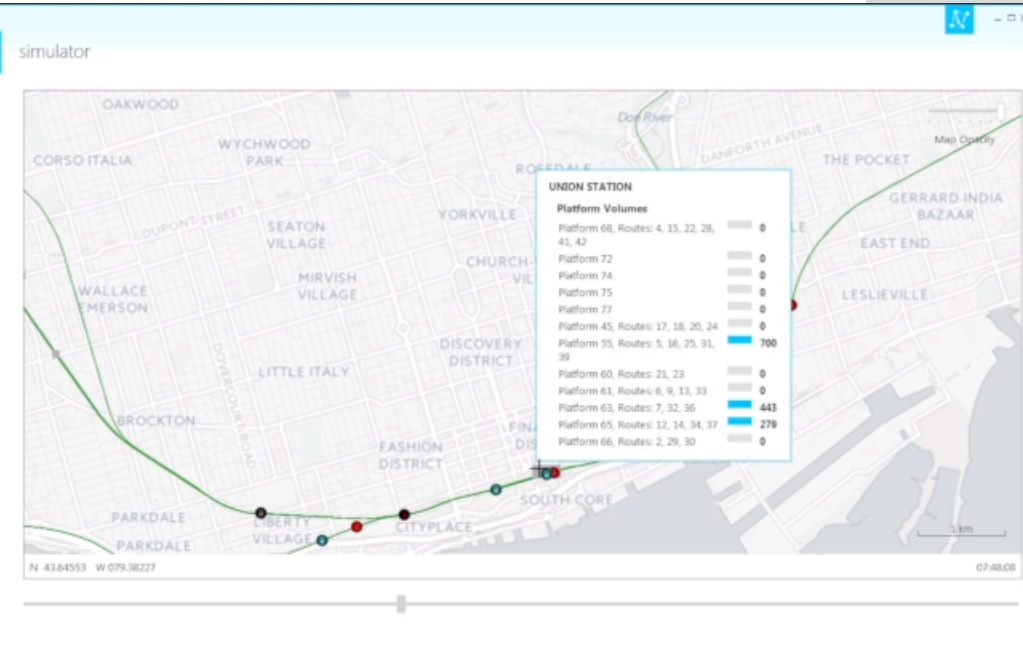 simulator
OAKWOOD
Don River
WYCHWOOD
PARK
DANFORTH AVENUE
Map Opacity
CORSO ITALIA
THE POCKET
ROSEDALE
GERRARD INDIA
BAZAAR
DUPONT STREET
SEATON
VILLAGE
YORKVILLE
EAST END
CHURCH-
MIRVISH
VILLAGE
WALLACE
EMERSON
LESLIEVILLE
DISCOVERY
DISTRICT
LITTLE ITALY
DOVERCOURT ROAD
BROCKTON
FASHION
DISTRICT
SOUTH CORE
PARKDALE
LIBERTY
VILLAGE
CITYPLACE
PARKDALE
1 km
UNION STATION
Platform Volumes
Platform 68, Routes: 4, 15, 22, 28, 0
41, 42
Platform 72 0
Platform 74 0
Platform 75 0
Platform 77 0
Platform 45, Routes: 17, 18, 20, 24 0
Platform 55, Routes: 5, 16, 25, 31, 700
39
Platform 60, Routes: 21, 23 0
Platform 61, Routes: 6, 9, 13, 33 0
Platform 63, Routes: 7, 32, 36 443
Platform 65, Routes: 12, 14, 34, 37 279
Platform 66, Routes: 2, 29, 30 0
N 43.64553 W 079.38227
07:48:08